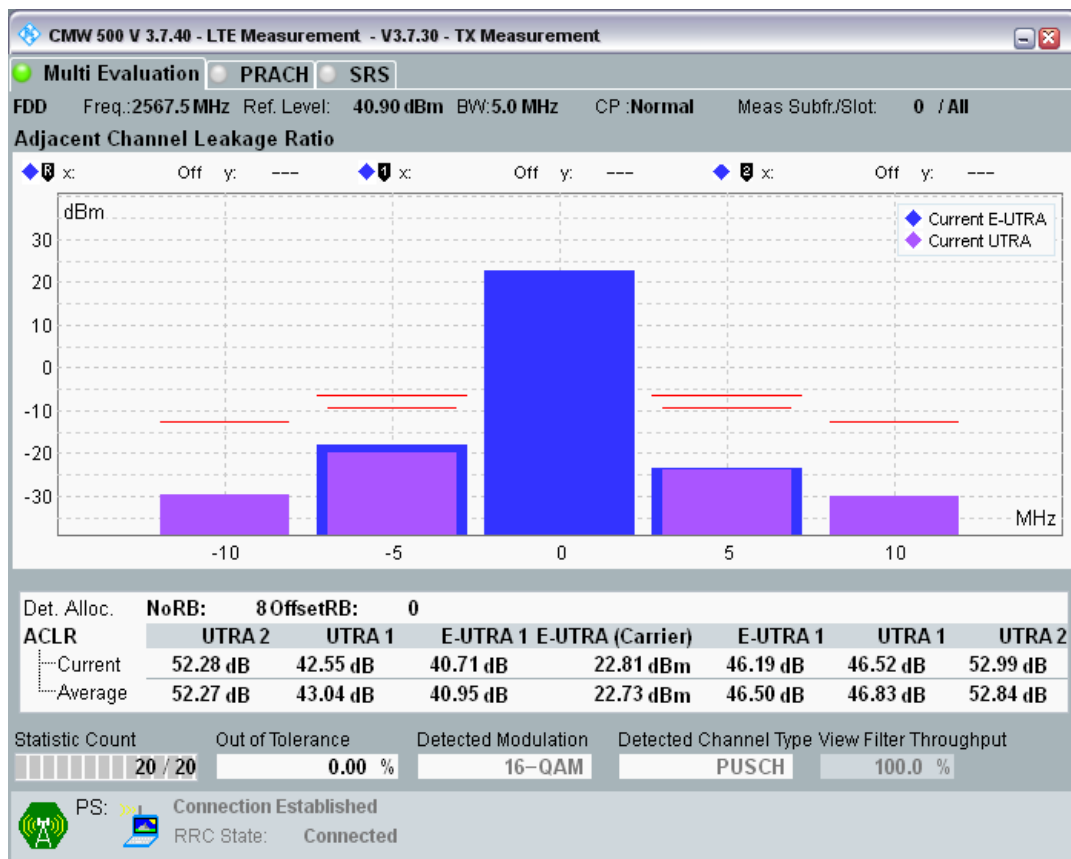 CMW 500 V 3.7.40 - LTE Measurement - V3.7.30 - TX Measurement
Multi Evaluation PRACH SRS
FDD Freq.:2567.5 MHz Ref. Level: 40.90 dBm BW:5.0 MHz CP :Normal Meas Subfr./Slot: 0 / All
Adjacent Channel Leakage Ratio
R x: Off y: --- 1 x: Off y: --- 2 x: Off y: ---
dBm
Current E-UTRA
Current UTRA
30
20
10
0
-10
-20
-30
MHz
-10 -5 0 5 10
Det. Alloc. NoRB: 8 OffsetRB: 0
ACLR UTRA 2 UTRA 1 E-UTRA 1 E-UTRA (Carrier) E-UTRA 1 UTRA 1 UTRA 2
Current 52.28 dB 42.55 dB 40.71 dB 22.81 dBm 46.19 dB 46.52 dB 52.99 dB
Average 52.27 dB 43.04 dB 40.95 dB 22.73 dBm 46.50 dB 46.83 dB 52.84 dB
Statistic Count Out of Tolerance Detected Modulation Detected Channel Type View Filter Throughput
20 / 20 0.00 % 16-QAM PUSCH 100.0 %
PS: Connection Established
RRC State: Connected